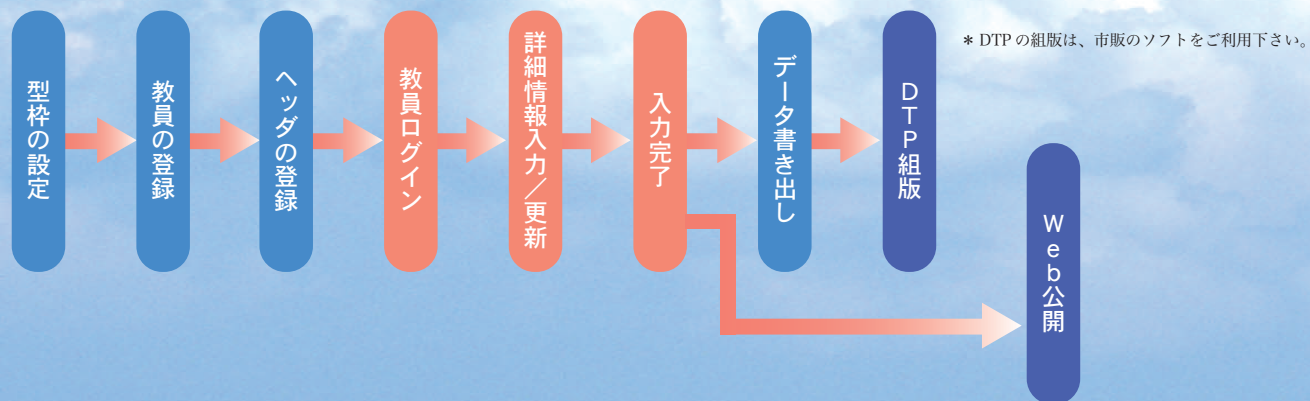 型枠の設定
教員の登録
ヘッダの登録
教員ログイン
詳細情報入力／更新
入力完了
データ書き出し
DTP組版
＊DTPの組版は、市販のソフトをご利用下さい。
Web公開